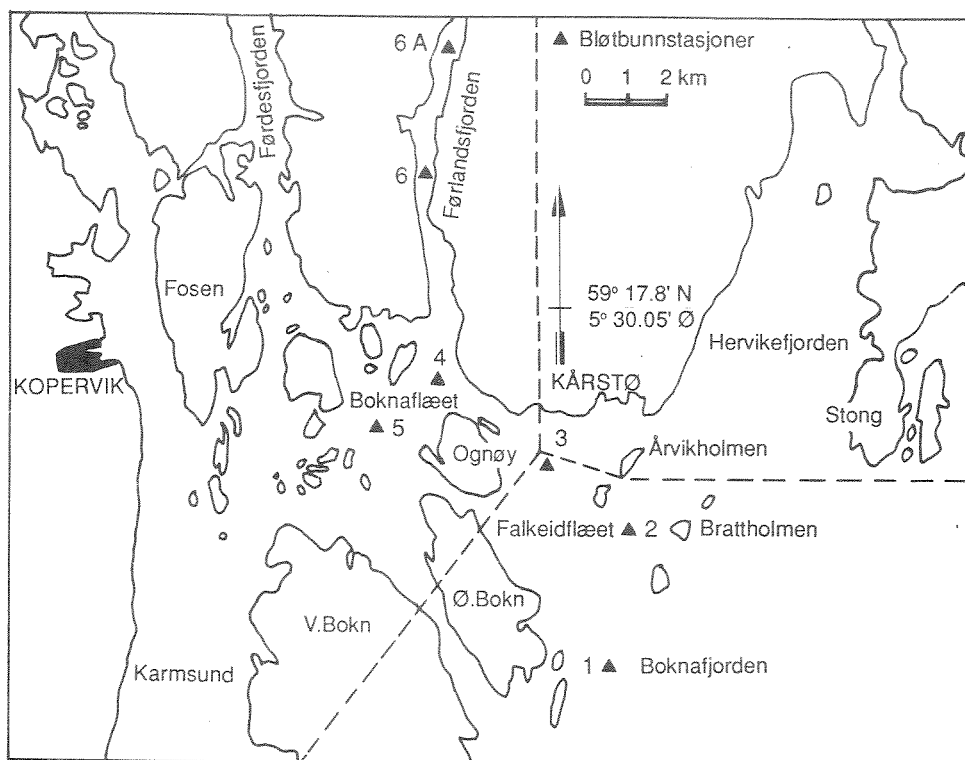 6 A
Bløtbunnstasjoner
0 1 2 km
Førdesfjorden
Førlandsfjorden
6
59° 17.8' N
5° 30.05' Ø
Fosen
Hervikefjorden
KÅRSTØ
KOPERVIK
4
Boknaflæet
5
Stong
3
Ognøy
Årvikholmen
Falkeidflæet 2 Brattholmen
Ø.Bokn
V.Bokn
Karmsund
1 Boknafjorden